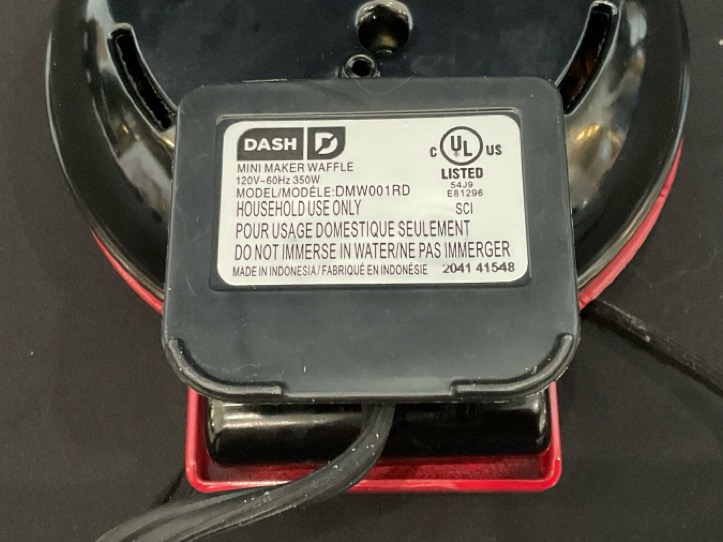 DASH D
MINI MAKER WAFFLE
120V~60Hz 350W
MODEL/MODÈLE:DMW001RD
HOUSEHOLD USE ONLY
POUR USAGE DOMESTIQUE SEULEMENT
DO NOT IMMERSE IN WATER/NE PAS IMMERGER
MADE IN INDONESIA/FABRIQUÉ EN INDONÉSIE 2041 41548
C UL US
LISTED
54J9
E81296
SCI